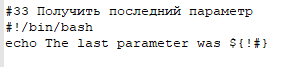 #33 Получить последний параметр
#!/bin/bash
echo The last parameter was ${!#}